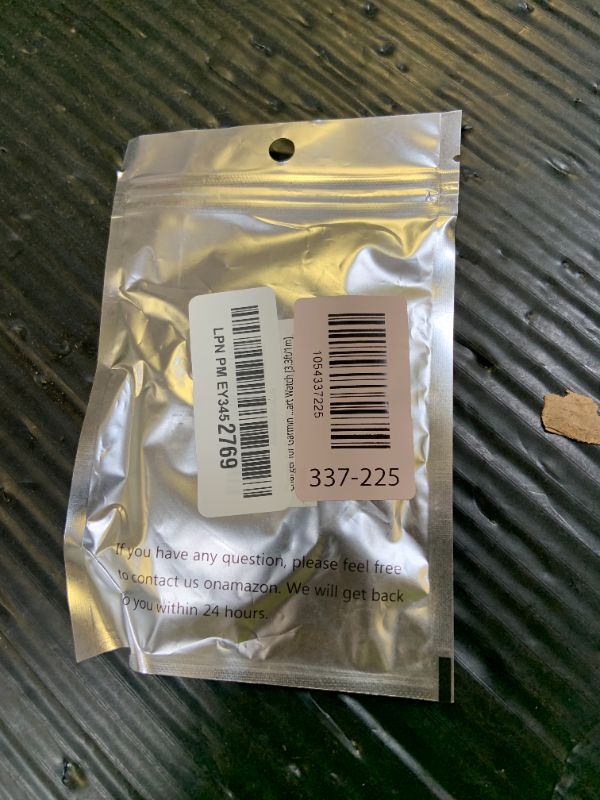 LPN PM EY3452769
1054337225
337-225
If you have any question, please feel free
to contact us onamazon. We will get back
o you within 24 hours.